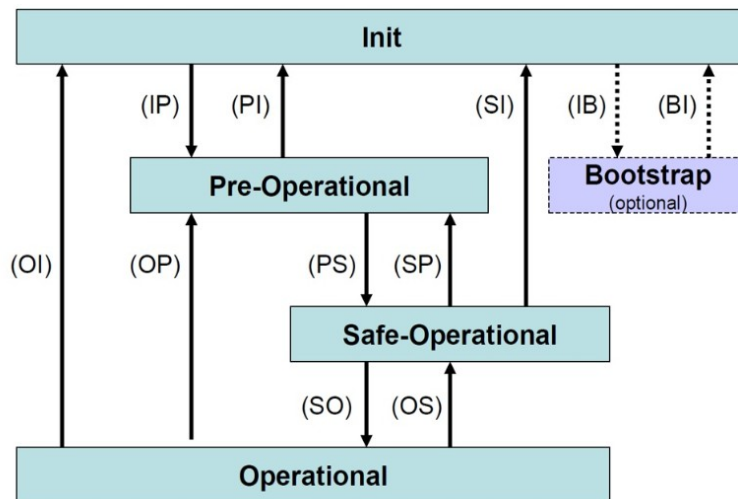 Init
(IP)
(PI)
(SI)
(IB)
(BI)
Pre-Operational
Bootstrap
(optional)
(OI)
(OP)
(PS)
(SP)
Safe-Operational
(SO)
(OS)
Operational